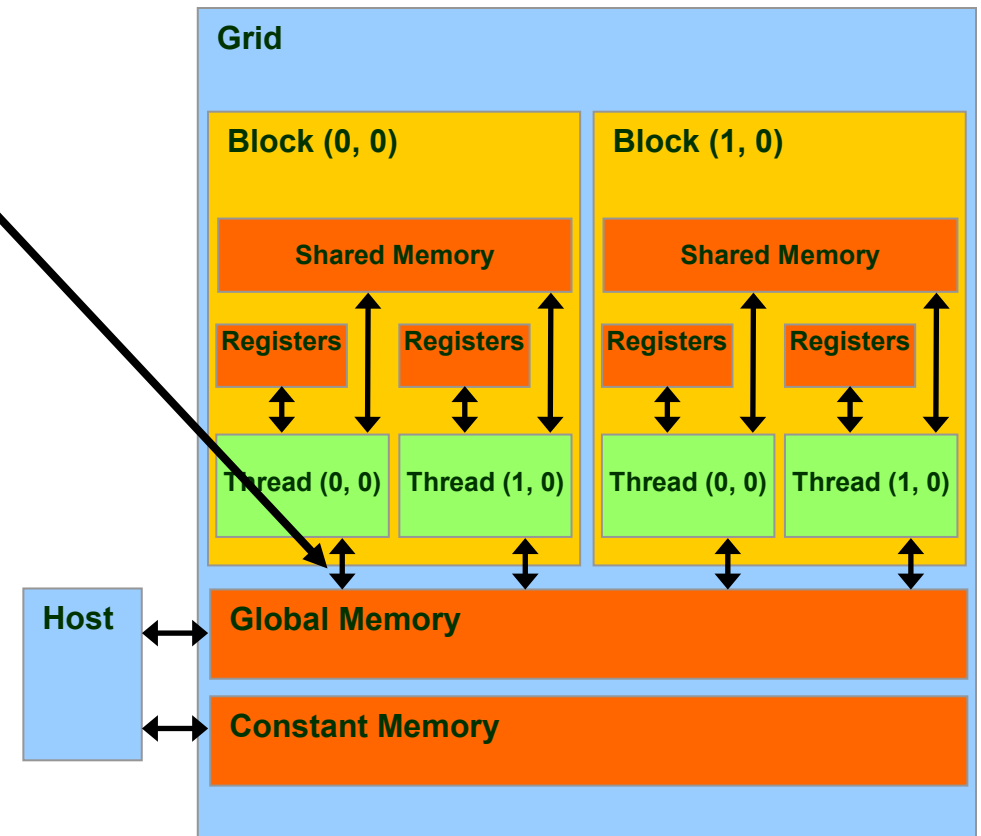 Grid
Block (0, 0)
Block (1, 0)
Shared Memory
Shared Memory
Registers
Registers
Registers
Registers
Thread (0, 0)
Thread (1, 0)
Thread (0, 0)
Thread (1, 0)
Host
Global Memory
Constant Memory